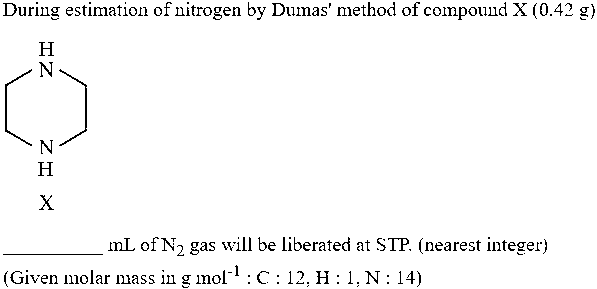 During estimation of nitrogen by Dumas' method of compound X (0.42 g)
H
N
N
H
X
__________ mL of N₂ gas will be liberated at STP. (nearest integer)
(Given molar mass in g mol⁻¹ : C : 12, H : 1, N : 14)